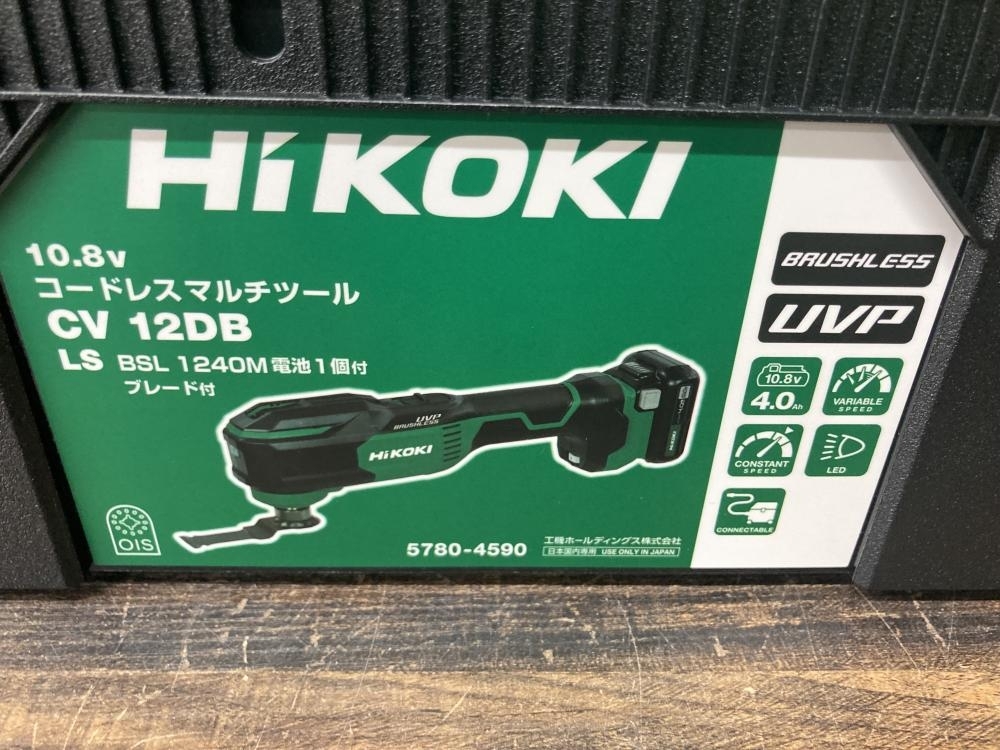 HiKOKI
10.8v
コードレスマルチツール
CV 12DB
LS BSL 1240M 電池1個付
ブレード付
UVP
BRUSHLESS
HiKOKI
OIS
5780-4590
工機ホールディングス株式会社
日本国内専用 USE ONLY IN JAPAN
BRUSHLESS
UVP
10.8v
4.0Ah
VARIABLE
SPEED
CONSTANT
SPEED
LED
CONNECTABLE